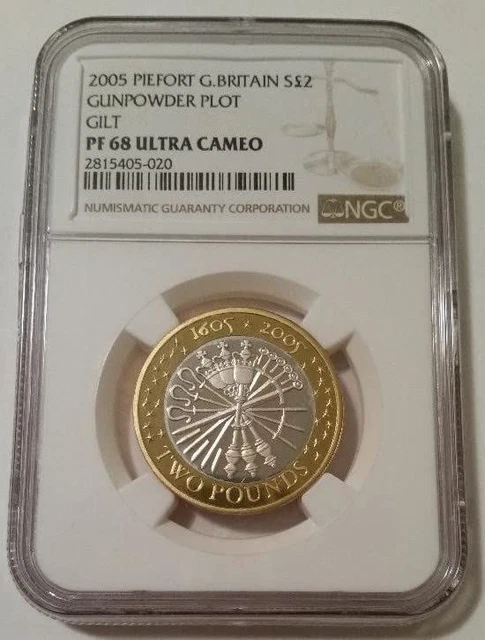 2005 PIEFORT G.BRITAIN S£2
GUNPOWDER PLOT
GILT
PF 68 ULTRA CAMEO
2815405-020
NUMISMATIC GUARANTY CORPORATION NGC®
1605 ★ 2005
TWO POUNDS